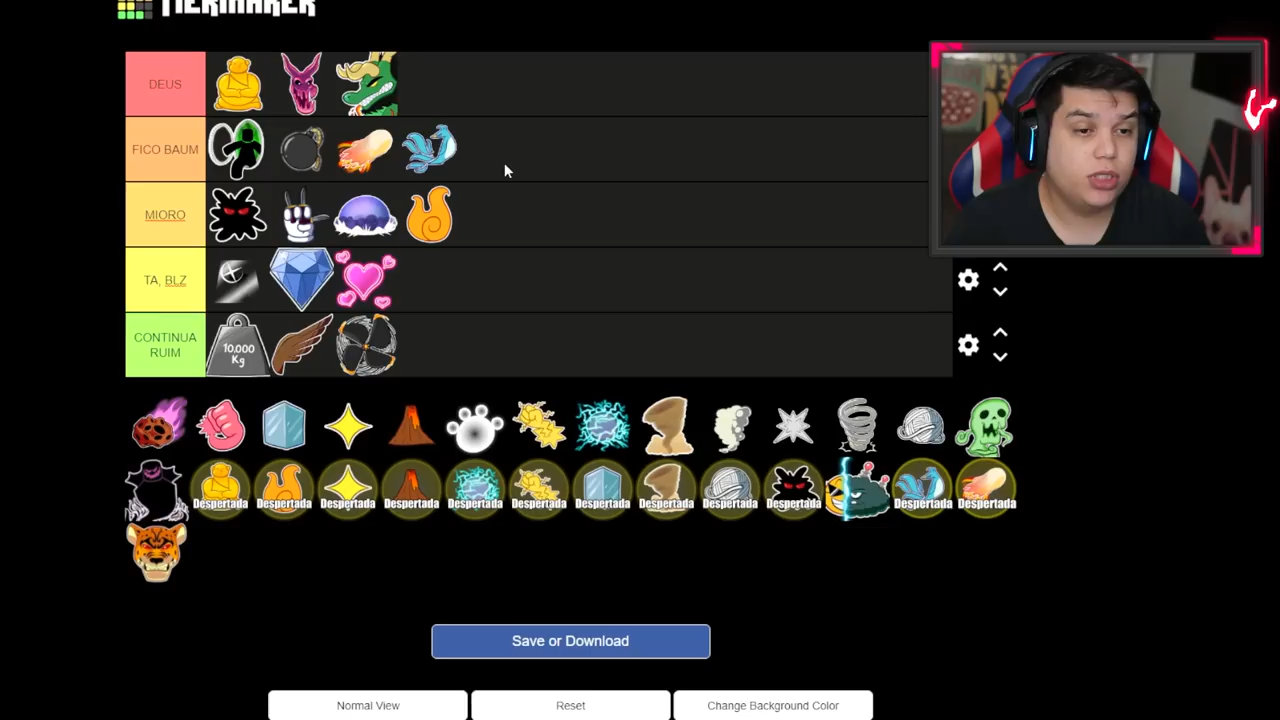 TIERMAKER
DEUS
FICO BAUM
MIORO
TA, BLZ
CONTINUA
RUIM
10.000
Kg
Despertada Despertada Despertada Despertada Despertada Despertada Despertada Despertada Despertada Despertada Despertada Despertada
Save or Download
Normal View Reset Change Background Color